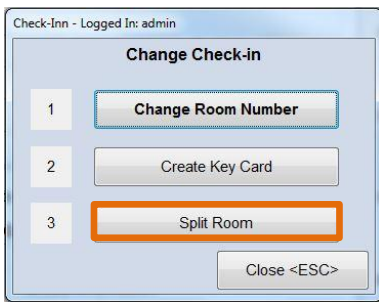 Check-Inn - Logged In: admin
Change Check-in
1 Change Room Number
2 Create Key Card
3 Split Room
Close <ESC>